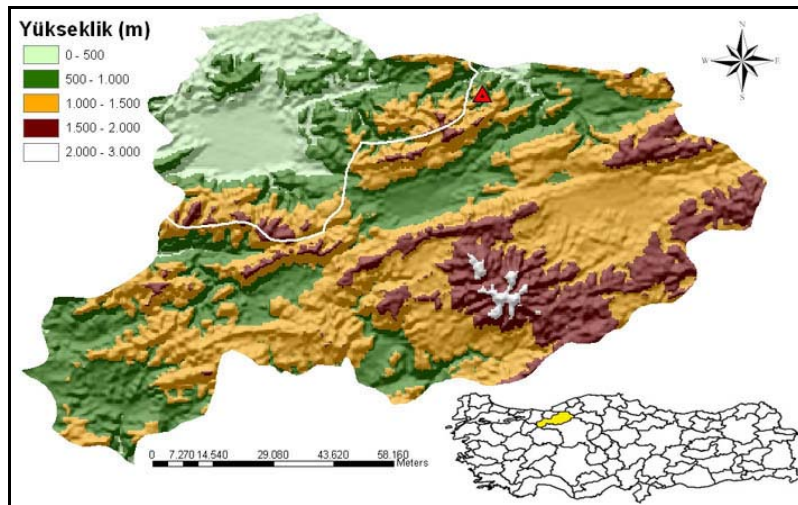 Yükseklik (m)
0 - 500
500 - 1.000
1.000 - 1.500
1.500 - 2.000
2.000 - 3.000
N
W E
S
0 7.270 14.540 29.080 43.620 58.160
Meters